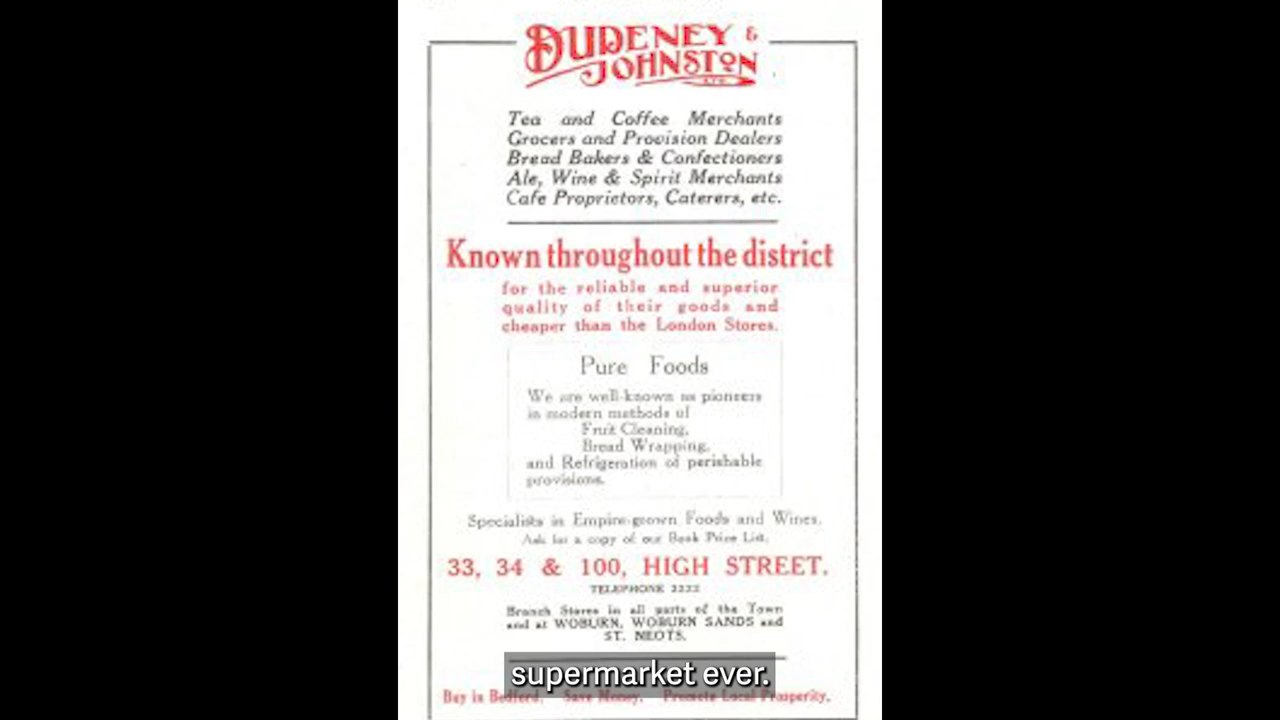 DUDENEY &
JOHNSTON
LTD.
Tea and Coffee Merchants
Grocers and Provision Dealers
Bread Bakers & Confectioners
Ale, Wine & Spirit Merchants
Cafe Proprietors, Caterers, etc.
Known throughout the district
for the reliable and superior
quality of their goods and
cheaper than the London Stores.
Pure Foods
We are well-known as pioneers
in modern methods of
Fruit Cleaning,
Bread Wrapping,
and Refrigeration of perishable
provisions.
Specialists in Empire-grown Foods and Wines.
Ask for a copy of our Book Price List.
33, 34 & 100, HIGH STREET.
TELEPHONE 2222
Branch Stores in all parts of the Town
and at WOBURN, WOBURN SANDS and
ST. NEOTS.
supermarket ever.
Buy in Bedford. Save Money. Promote Local Prosperity.